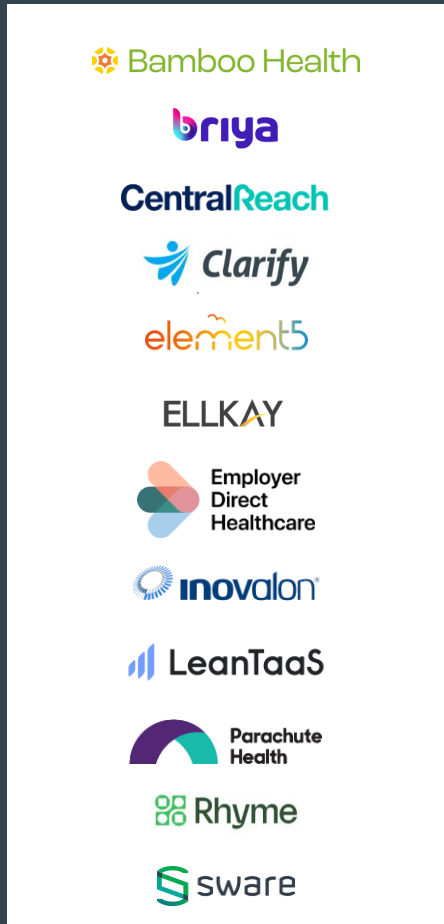 Bamboo Health
briya
CentralReach
Clarify
element5
ELLKAY
Employer
Direct
Healthcare
inovalon®
LeanTaaS
Parachute
Health
Rhyme
sware